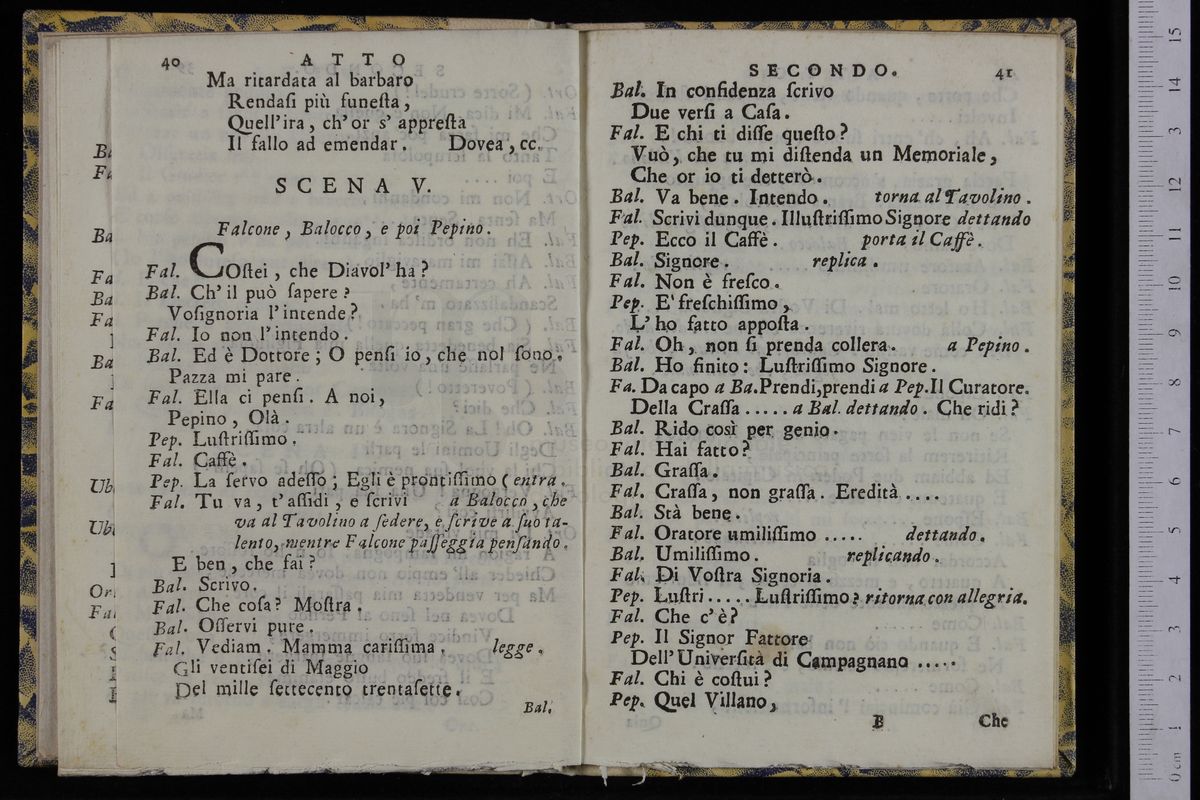 40 ATTO
Ma ritardata al barbaro
Rendaſi più funeſta,
Quell'ira, ch'or s'appreſta
Il fallo ad emendar. Dovea, cc.
SCENA V.
Falcone, Balocco, e poi Pepino.
Fal. COſtei, che Diavol' ha?
Bal. Ch'il può ſapere?
Voſignoria l'intende?
Fal. Io non l'intendo.
Bal. Ed è Dottore; O penſi io, che nol ſono.
Pazza mi pare.
Fal. Ella ci penſi. A noi,
Pepino, Olà.
Pep. Luſtriſſimo.
Fal. Caffè.
Pep. La ſervo adeſſo; Egli è prontiſſimo (entra.
Fal. Tu va, t'aſſidi, e ſcrivi a Balocco, che
va al Tavolino a ſedere, e ſcrive a ſuo ta-
lento, mentre Falcone paſſeggia penſando.
E ben, che fai?
Bal. Scrivo.
Fal. Che coſa? Moſtra.
Bal. Oſſervi pure.
Fal. Vediam. Mamma cariſſima. legge.
Gli ventiſei di Maggio
Del mille ſettecento trentaſette.
Bal.
SECONDO. 41
Bal. In confidenza ſcrivo
Due verſi a Caſa.
Fal. E chi ti diſſe queſto?
Vuò, che tu mi diſtenda un Memoriale,
Che or io ti detterò.
Bal. Va bene. Intendo. torna al Tavolino.
Fal. Scrivi dunque. Illuſtriſſimo Signore dettando
Pep. Ecco il Caffè. porta il Caffè.
Bal. Signore. replica.
Fal. Non è freſco.
Pep. E' freſchiſſimo,
L'ho fatto appoſta.
Fal. Oh, non ſi prenda collera. a Pepino.
Bal. Ho finito: Luſtriſſimo Signore.
Fa. Da capo a Ba. Prendi, prendi a Pep. Il Curatore.
Della Craſſa..... a Bal. dettando. Che ridi?
Bal. Rido così per genio.
Fal. Hai fatto?
Bal. Graſſa.
Fal. Craſſa, non graſſa. Eredità ....
Bal. Stà bene.
Fal. Oratore umiliſſimo ..... dettando.
Bal. Umiliſſimo. replicando.
Fal. Di Voſtra Signoria.
Pep. Luſtri..... Luſtriſſimo? ritorna con allegria.
Fal. Che c'è?
Pep. Il Signor Fattore
Dell'Univerſità di Campagnano .....
Fal. Chi è coſtui?
Pep. Quel Villano,
B Che